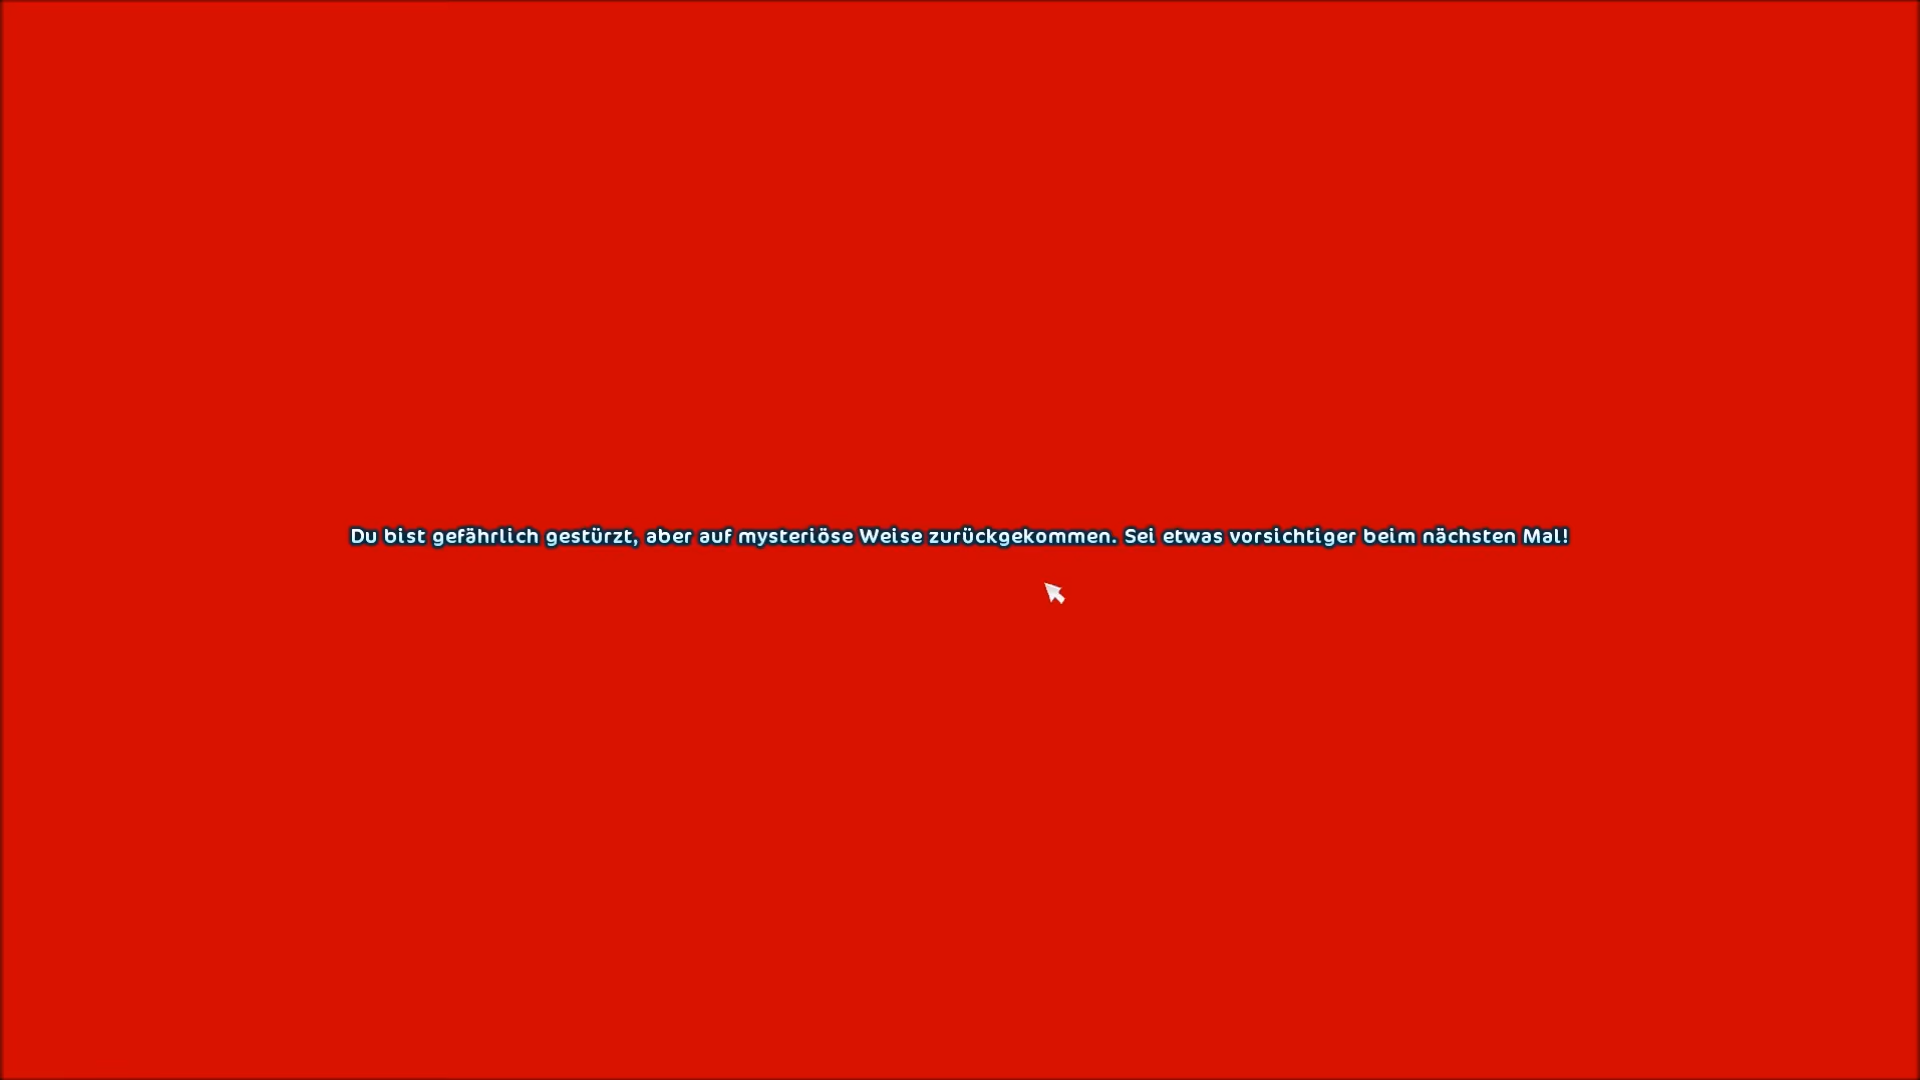 Du bist gefährlich gestürzt, aber auf mysteriöse Weise zurückgekommen. Sei etwas vorsichtiger beim nächsten Mal!